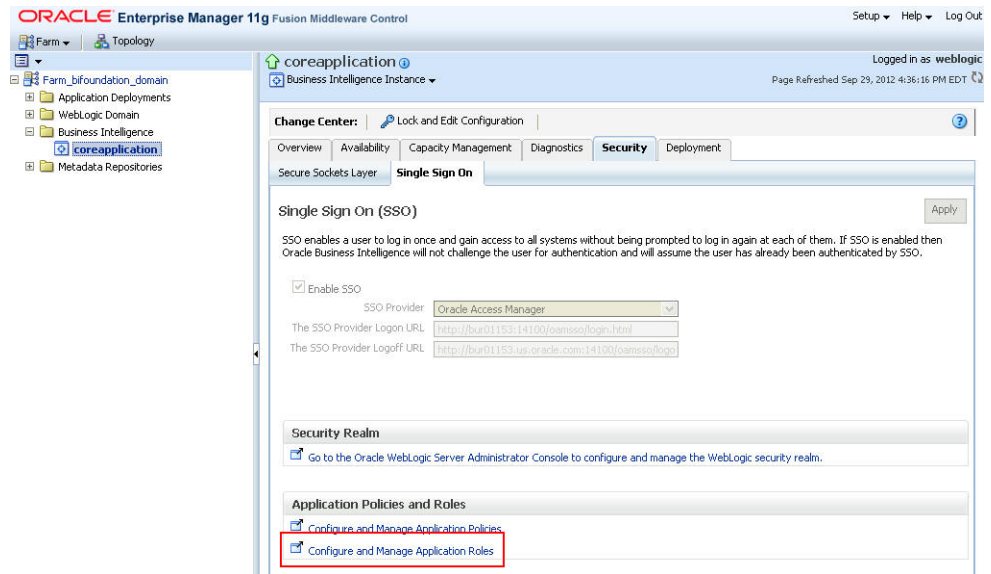 ORACLE Enterprise Manager 11g Fusion Middleware Control
Setup Help Log Out
Farm Topology
Farm_bifoundation_domain
Application Deployments
WebLogic Domain
Business Intelligence
coreapplication
Metadata Repositories
coreapplication
Logged in as weblogic
Business Intelligence Instance
Page Refreshed Sep 29, 2012 4:36:16 PM EDT
Change Center: Lock and Edit Configuration
Overview Availability Capacity Management Diagnostics Security Deployment
Secure Sockets Layer Single Sign On
Single Sign On (SSO)
Apply
SSO enables a user to log in once and gain access to all systems without being prompted to log in again at each of them. If SSO is enabled then
Oracle Business Intelligence will not challenge the user for authentication and will assume the user has already been authenticated by SSO.
Enable SSO
SSO Provider Oracle Access Manager
The SSO Provider Logon URL http://bur01153:14100/oamsso/login.html
The SSO Provider Logoff URL http://bur01153.us.oracle.com:14100/oamsso/logo
Security Realm
Go to the Oracle WebLogic Server Administrator Console to configure and manage the WebLogic security realm.
Application Policies and Roles
Configure and Manage Application Policies
Configure and Manage Application Roles